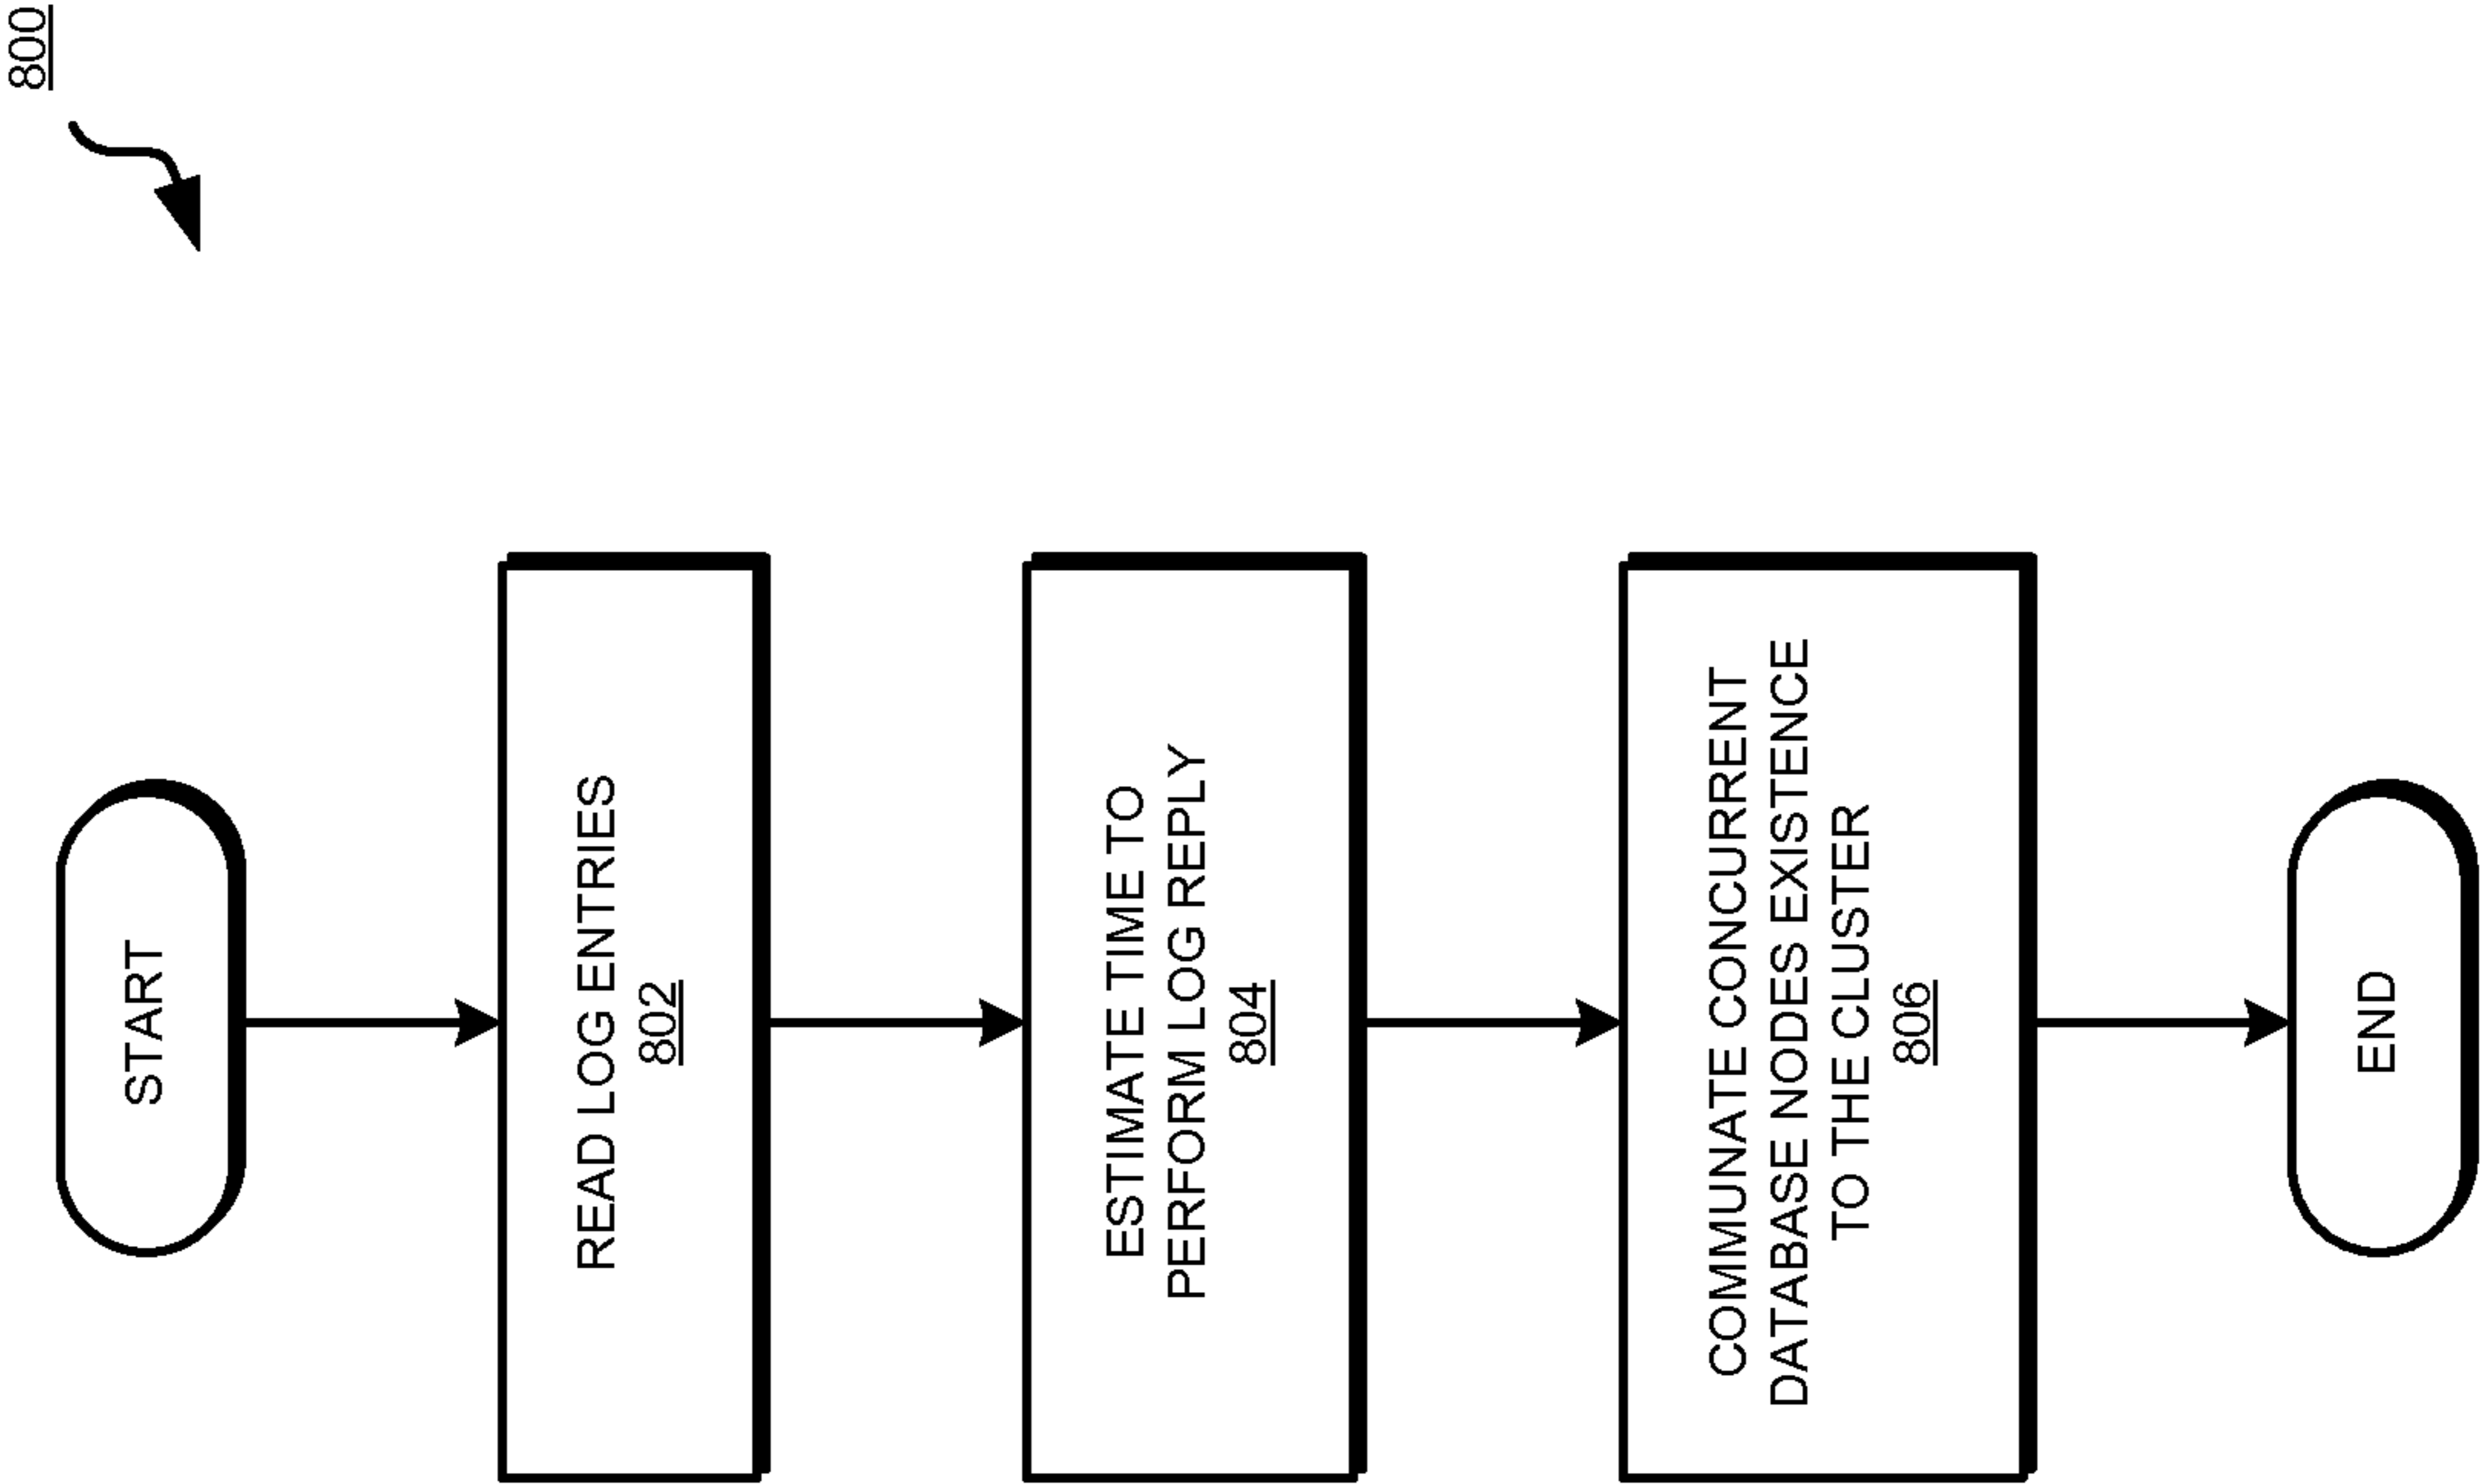 800
START
READ LOG ENTRIES
802
ESTIMATE TIME TO
PERFORM LOG REPLY
804
COMMUNATE CONCURRENT
DATABASE NODES EXISTENCE
TO THE CLUSTER
806
END